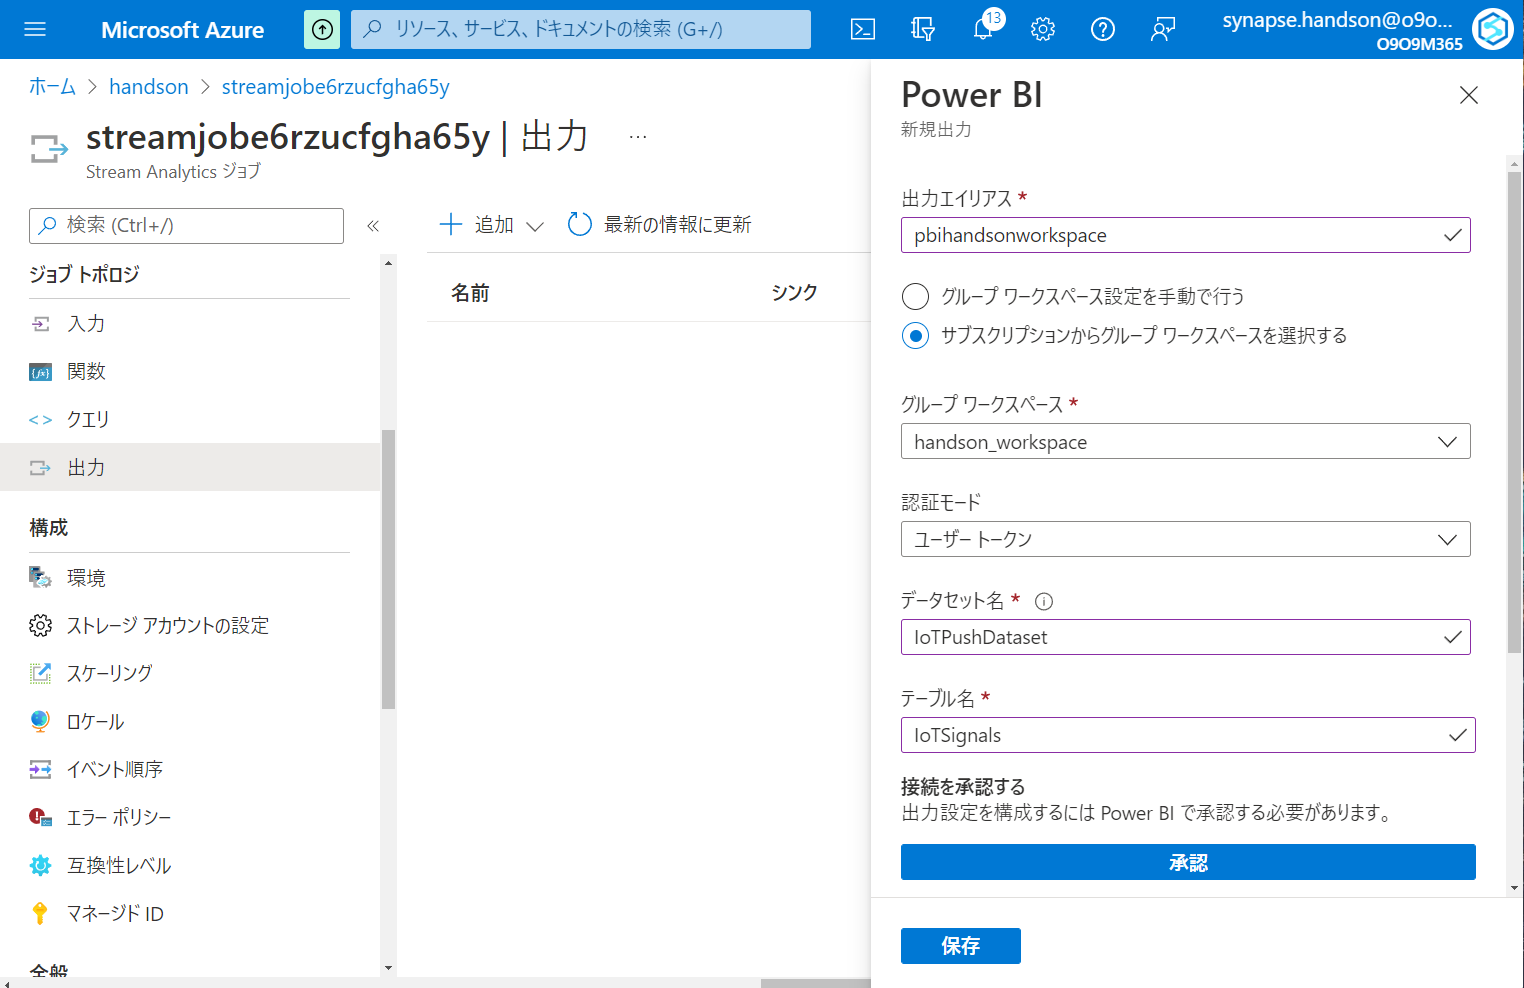 Microsoft Azure
リソース、サービス、ドキュメントの検索 (G+/)
13
synapse.handson@o9o...
O9O9M365
ホーム > handson > streamjobe6rzucfgha65y
streamjobe6rzucfgha65y | 出力 ...
Stream Analytics ジョブ
検索 (Ctrl+/)
«
ジョブ トポロジ
入力
関数
クエリ
出力
構成
環境
ストレージ アカウントの設定
スケーリング
ロケール
イベント順序
エラー ポリシー
互換性レベル
マネージド ID
全般
追加
最新の情報に更新
名前
シンク
Power BI
新規出力
出力エイリアス *
pbihandsonworkspace
グループ ワークスペース設定を手動で行う
サブスクリプションからグループ ワークスペースを選択する
グループ ワークスペース *
handson_workspace
認証モード
ユーザー トークン
データセット名 *
IoTPushDataset
テーブル名 *
IoTSignals
接続を承認する
出力設定を構成するには Power BI で承認する必要があります。
承認
保存